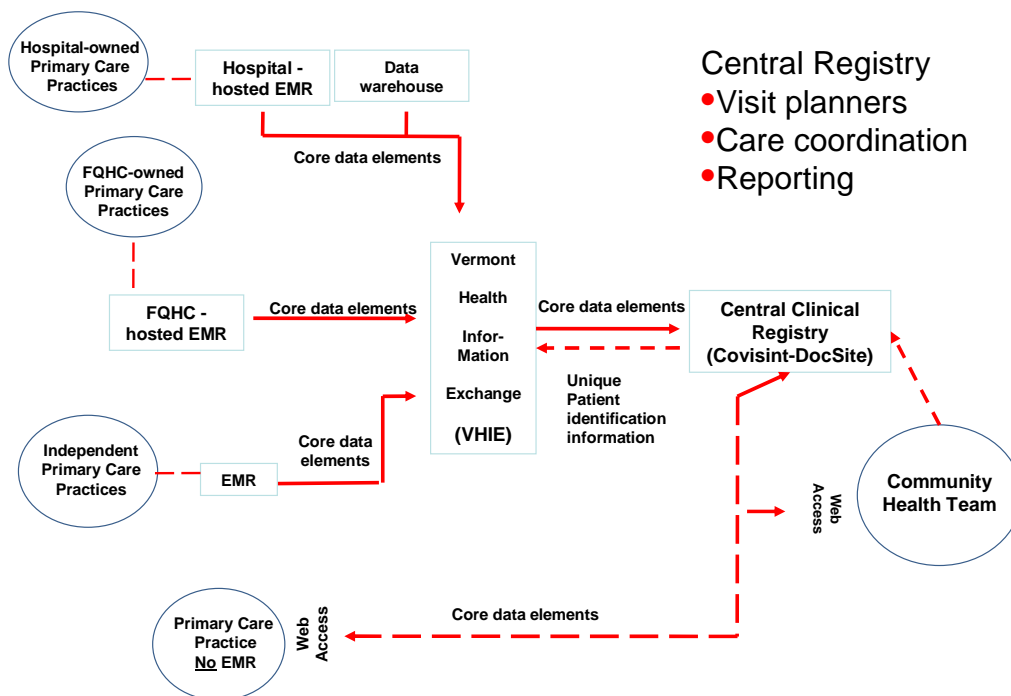 Hospital-owned
Primary Care
Practices
Hospital -
hosted EMR
Data
warehouse
Central Registry
•Visit planners
•Care coordination
•Reporting
Core data elements
FQHC-owned
Primary Care
Practices
FQHC -
hosted EMR
Core data elements
Vermont
Health
Infor-
Mation
Exchange
(VHIE)
Core data elements
Central Clinical
Registry
(Covisint-DocSite)
Unique
Patient
identification
information
Independent
Primary Care
Practices
EMR
Core data
elements
Web
Access
Community
Health Team
Primary Care
Practice
No EMR
Web
Access
Core data elements